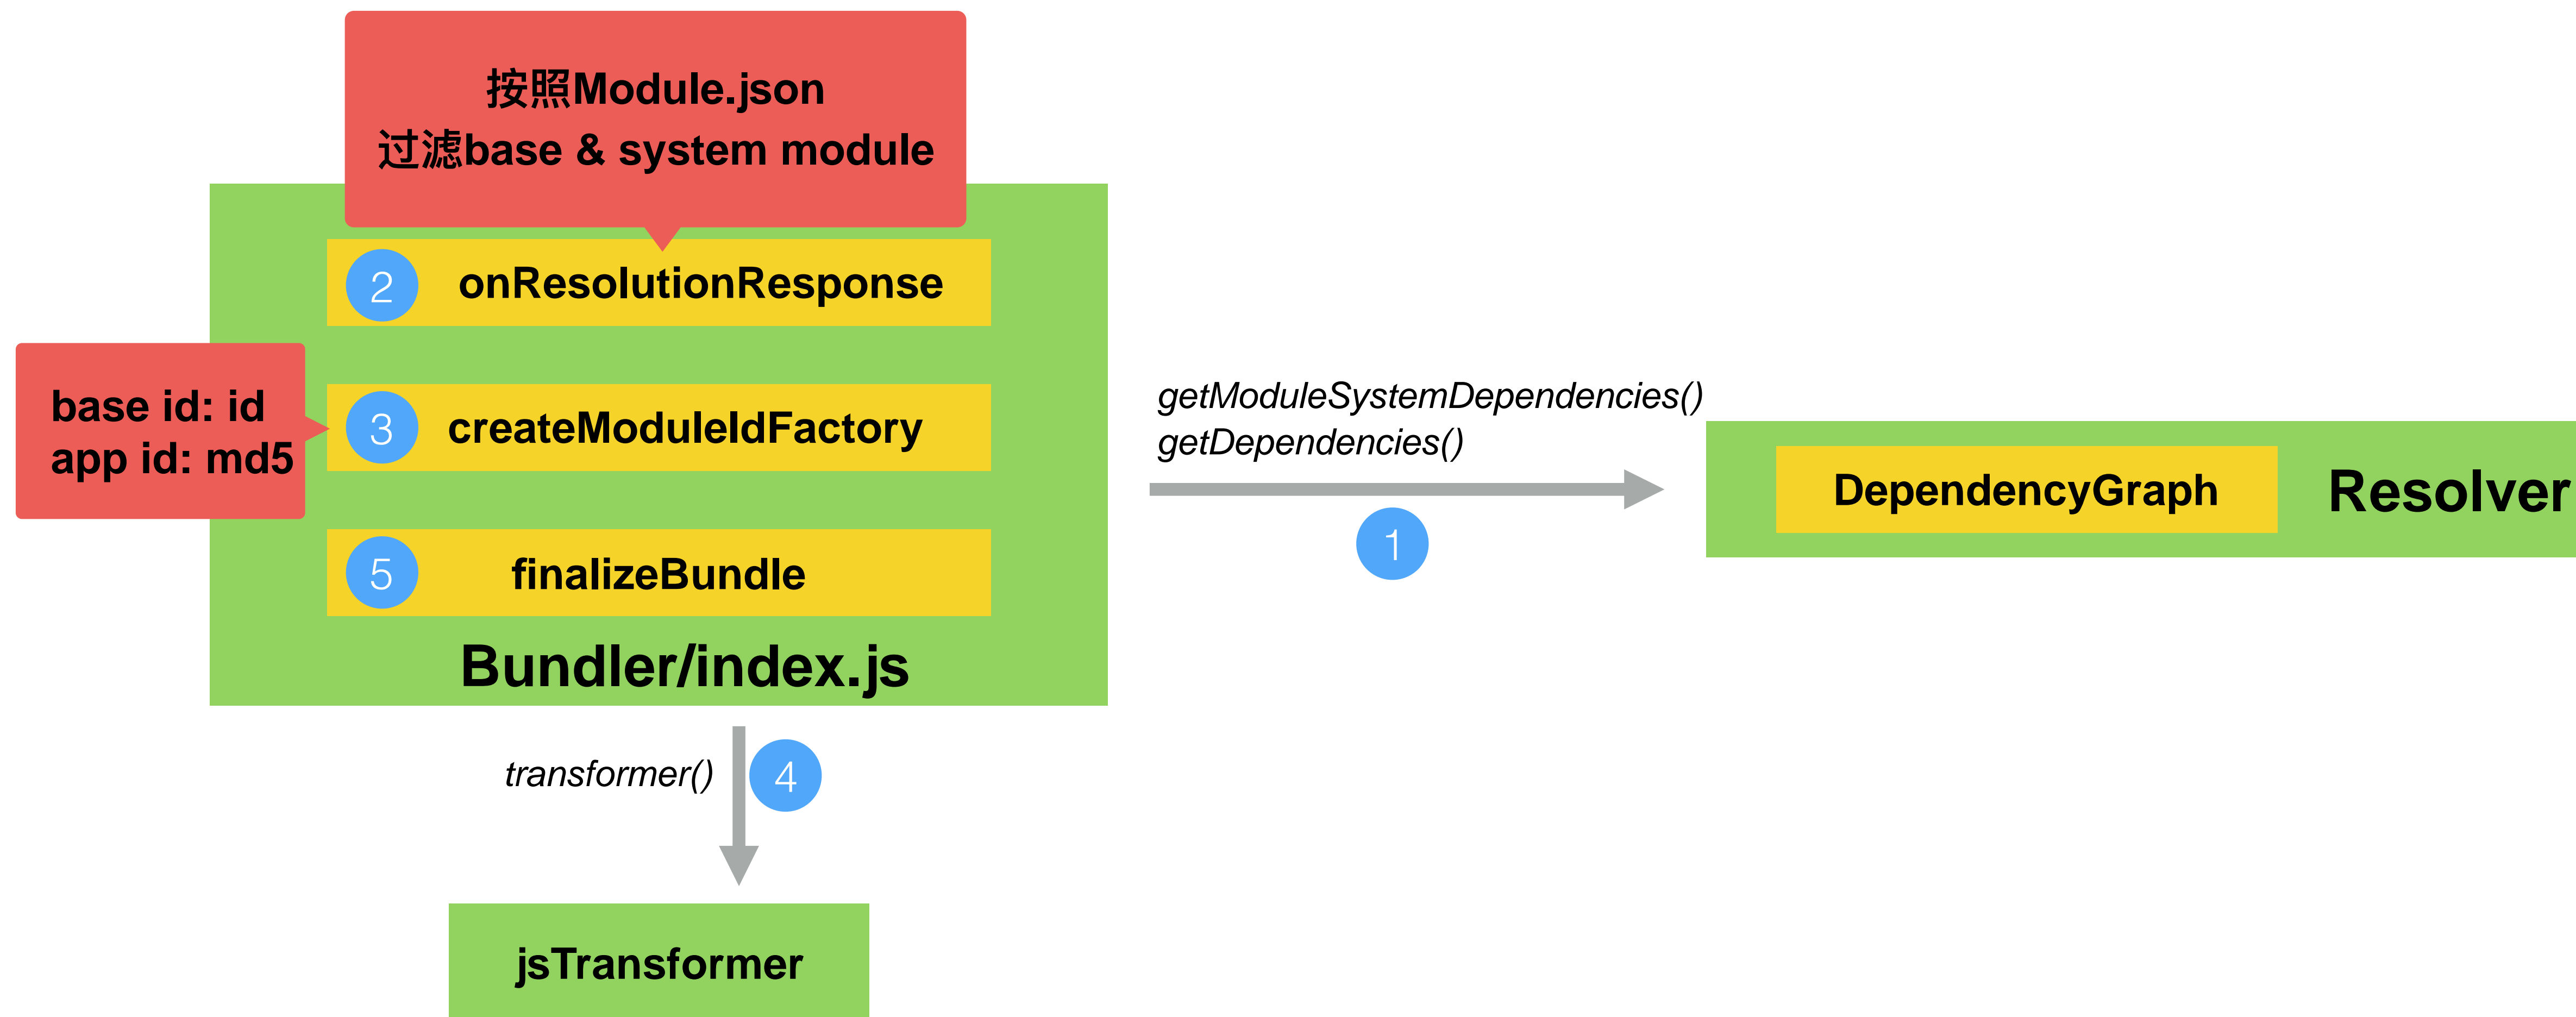 按照Module.json
过滤base & system module
2
onResolutionResponse
base id: id
app id: md5
3
createModuleIdFactory
5
finalizeBundle
Bundler/index.js
getModuleSystemDependencies()
getDependencies()
1
DependencyGraph
Resolver
transformer()
4
jsTransformer